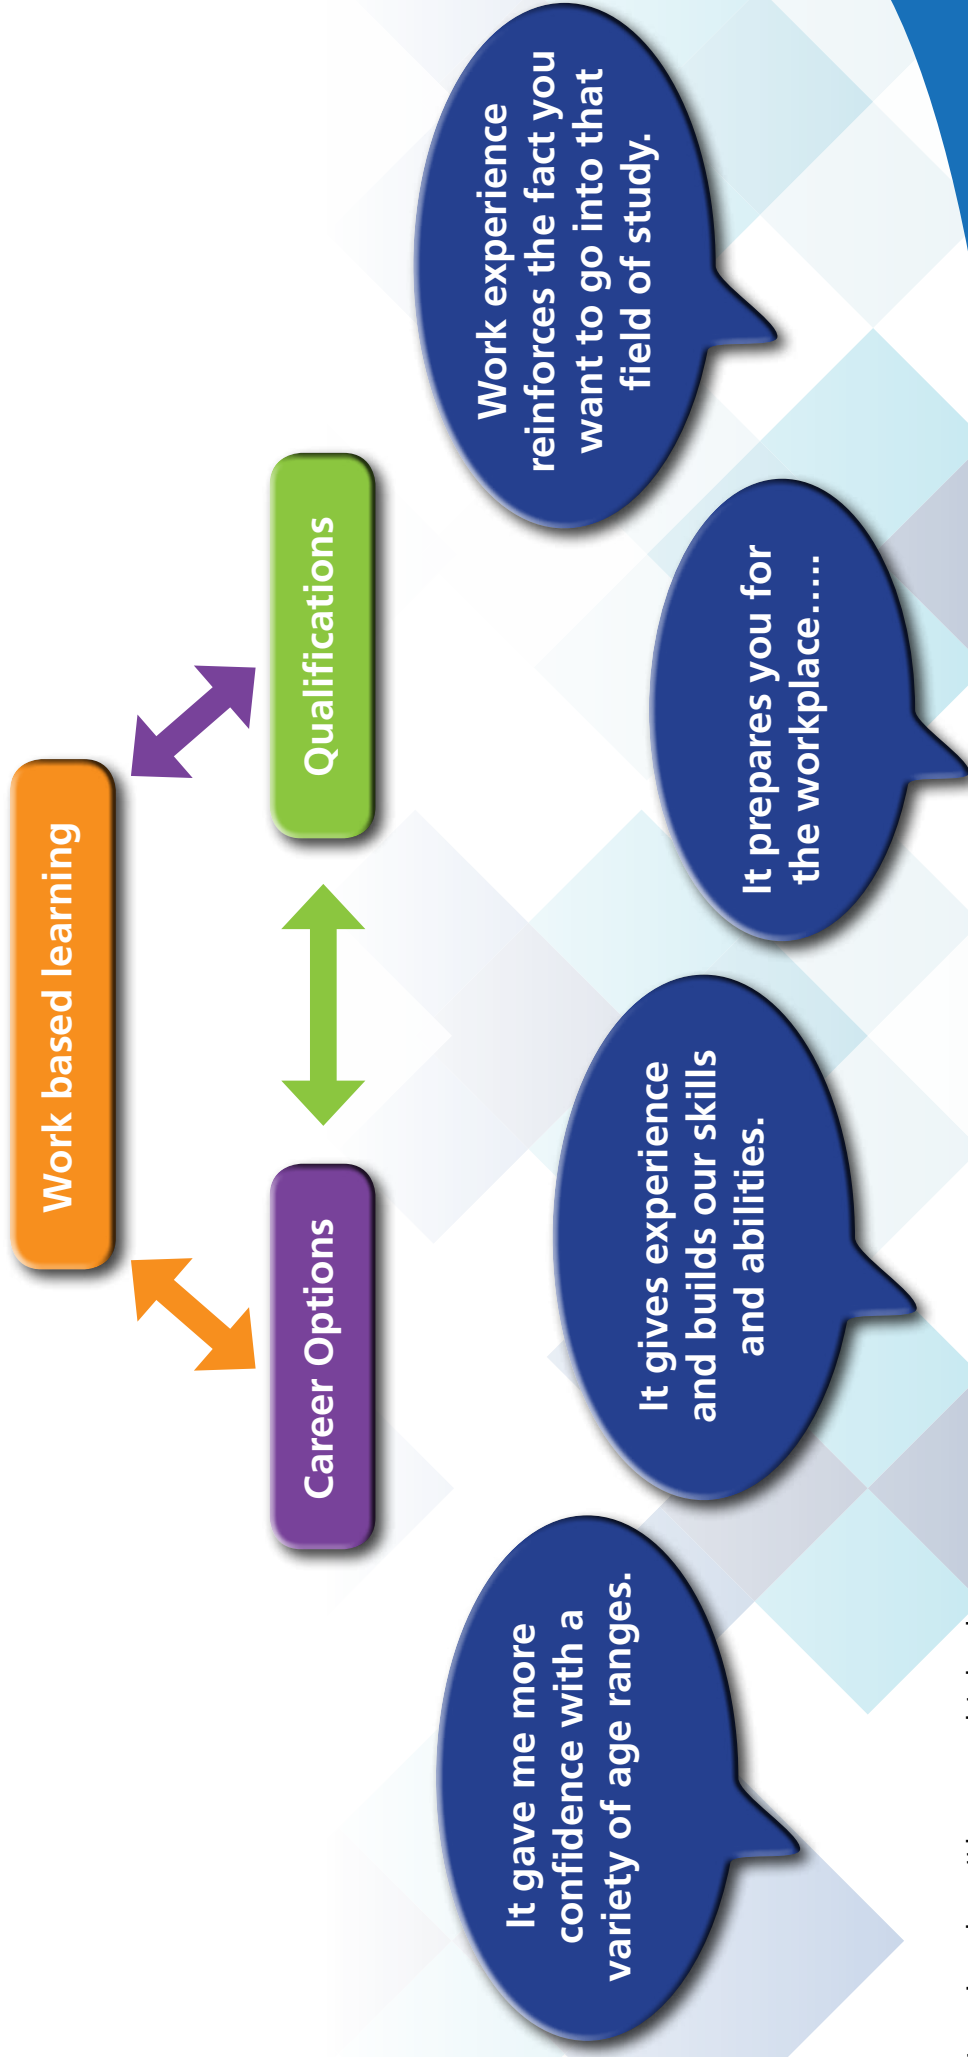 Work based learning
Career Options
Qualifications
It gave me more
confidence with a
variety of age ranges.
It gives experience
and builds our skills
and abilities.
It prepares you for
the workplace.....
Work experience
reinforces the fact you
want to go into that
field of study.